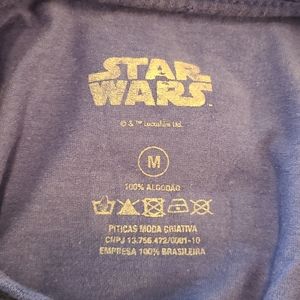 STAR
WARS
© & ™ Lucasfilm Ltd.
M
100% ALGODÃO
PITICAS MODA CRIATIVA
CNPJ 13.756.472/0001-10
EMPRESA 100% BRASILEIRA